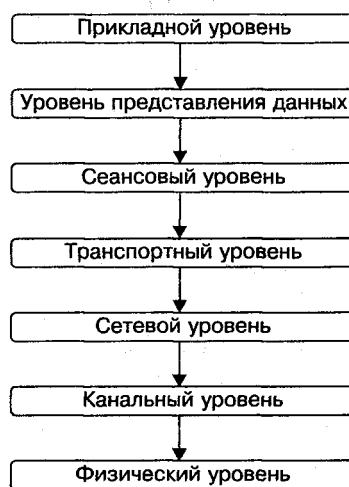 Прикладной уровень
Уровень представления данных
Сеансовый уровень
Транспортный уровень
Сетевой уровень
Канальный уровень
Физический уровень